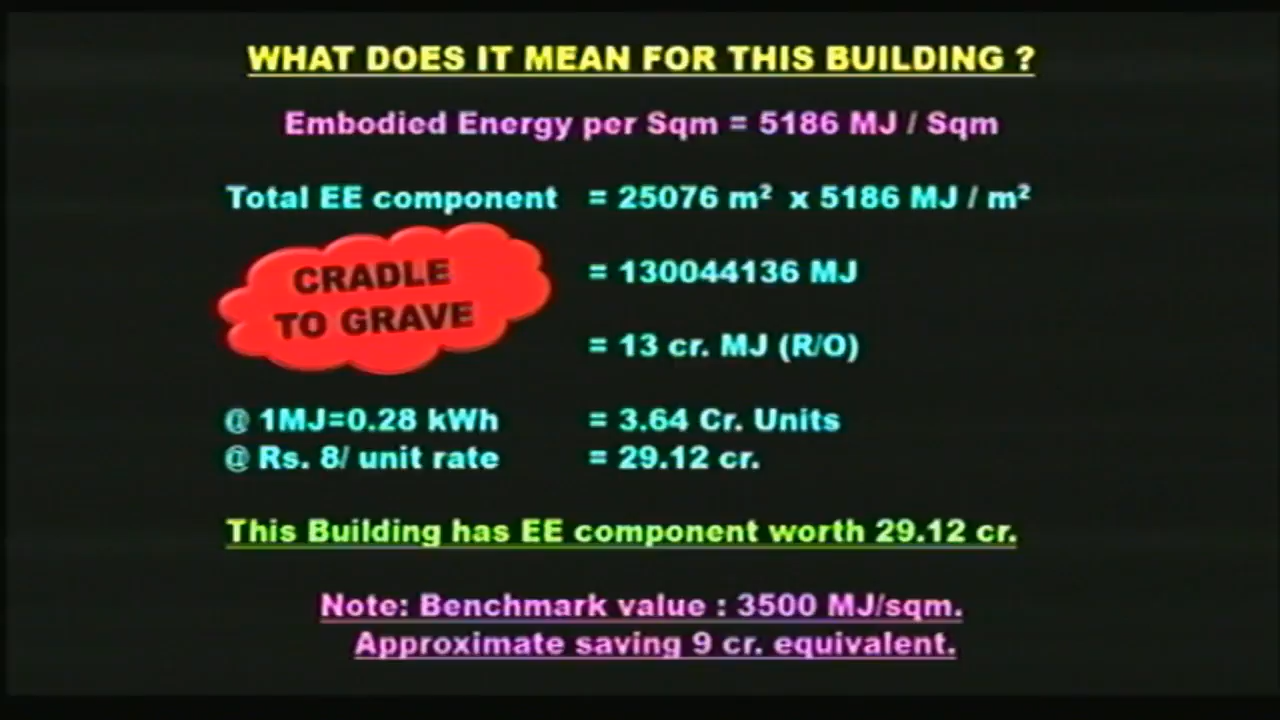 WHAT DOES IT MEAN FOR THIS BUILDING ?
Embodied Energy per Sqm = 5186 MJ / Sqm
Total EE component = 25076 m² x 5186 MJ / m²
CRADLE
TO GRAVE
= 130044136 MJ
= 13 cr. MJ (R/O)
@ 1MJ=0.28 kWh = 3.64 Cr. Units
@ Rs. 8/ unit rate = 29.12 cr.
This Building has EE component worth 29.12 cr.
Note: Benchmark value : 3500 MJ/sqm.
Approximate saving 9 cr. equivalent.